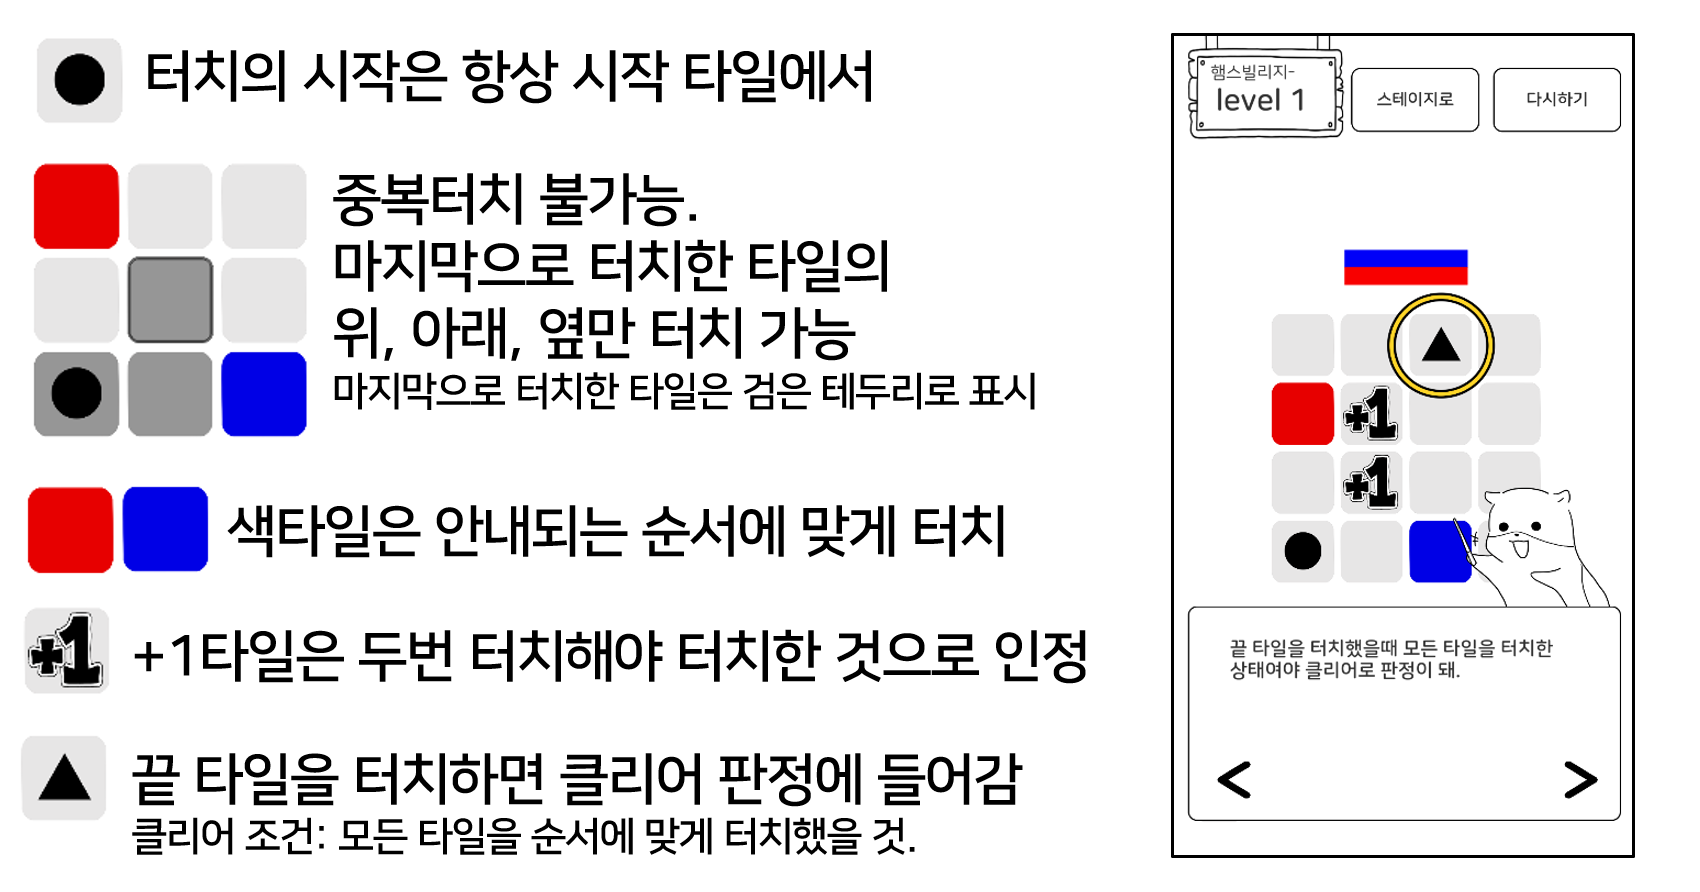 터치의 시작은 항상 시작 타일에서
중복터치 불가능.
마지막으로 터치한 타일의
위, 아래, 옆만 터치 가능
마지막으로 터치한 타일은 검은 테두리로 표시
색타일은 안내되는 순서에 맞게 터치
+1
+1타일은 두번 터치해야 터치한 것으로 인정
끝 타일을 터치하면 클리어 판정에 들어감
클리어 조건: 모든 타일을 순서에 맞게 터치했을 것.
햄스빌리지-
level 1
스테이지로
다시하기
+1
+1
끝 타일을 터치했을때 모든 타일을 터치한
상태여야 클리어로 판정이 돼.
< >